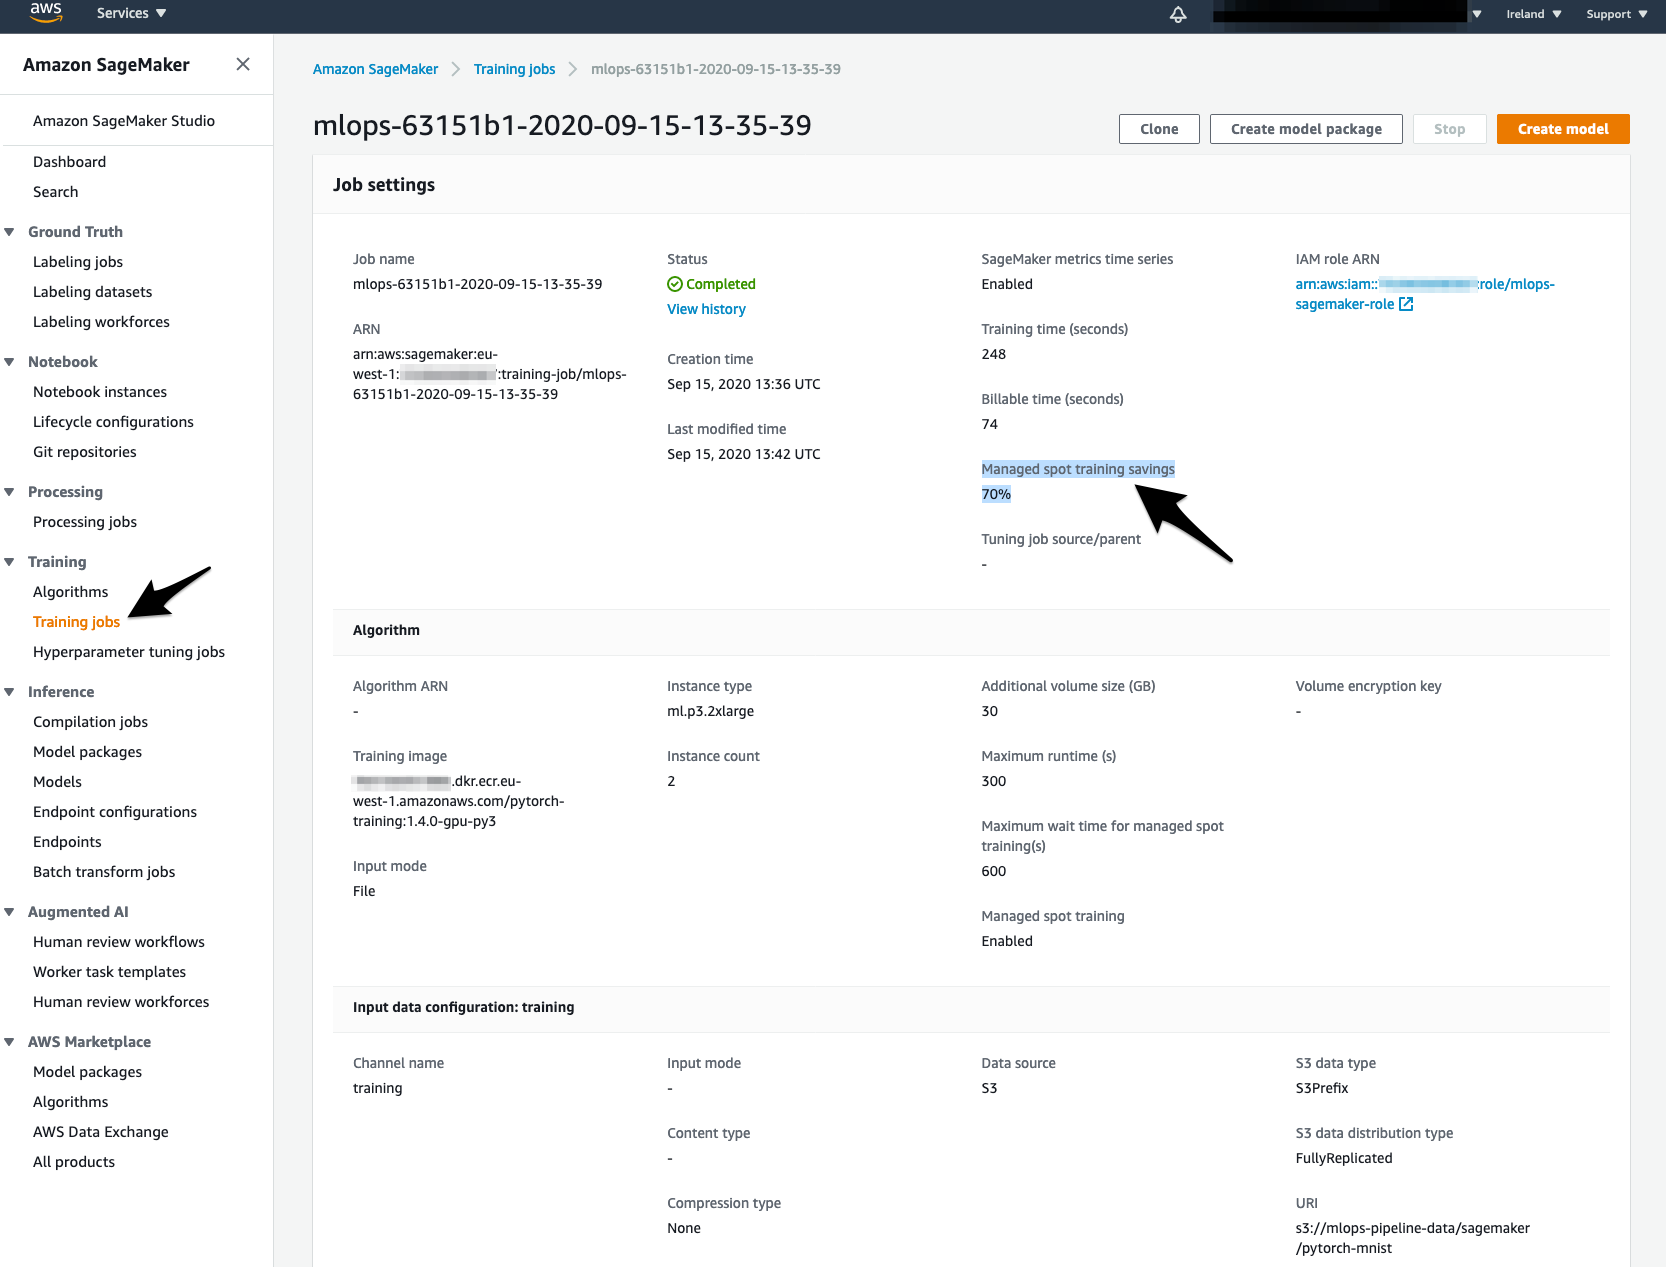 aws
Services
Ireland
Support
Amazon SageMaker
Amazon SageMaker Studio
Dashboard
Search
Ground Truth
Labeling jobs
Labeling datasets
Labeling workforces
Notebook
Notebook instances
Lifecycle configurations
Git repositories
Processing
Processing jobs
Training
Algorithms
Training jobs
Hyperparameter tuning jobs
Inference
Compilation jobs
Model packages
Models
Endpoint configurations
Endpoints
Batch transform jobs
Augmented AI
Human review workflows
Worker task templates
Human review workforces
AWS Marketplace
Model packages
Algorithms
AWS Data Exchange
All products
Amazon SageMaker > Training jobs > mlops-63151b1-2020-09-15-13-35-39
mlops-63151b1-2020-09-15-13-35-39
Clone
Create model package
Stop
Create model
Job settings
Job name
mlops-63151b1-2020-09-15-13-35-39
ARN
arn:aws:sagemaker:eu-
west-1: :training-job/mlops-
63151b1-2020-09-15-13-35-39
Status
Completed
View history
Creation time
Sep 15, 2020 13:36 UTC
Last modified time
Sep 15, 2020 13:42 UTC
SageMaker metrics time series
Enabled
Training time (seconds)
248
Billable time (seconds)
74
Managed spot training savings
70%
Tuning job source/parent
-
IAM role ARN
arn:aws:iam:: :role/mlops-
sagemaker-role
Algorithm
Algorithm ARN
-
Training image
.dkr.ecr.eu-
west-1.amazonaws.com/pytorch-
training:1.4.0-gpu-py3
Input mode
File
Instance type
ml.p3.2xlarge
Instance count
2
Additional volume size (GB)
30
Maximum runtime (s)
300
Maximum wait time for managed spot
training(s)
600
Managed spot training
Enabled
Volume encryption key
-
Input data configuration: training
Channel name
training
Input mode
-
Content type
-
Compression type
None
Data source
S3
S3 data type
S3Prefix
S3 data distribution type
FullyReplicated
URI
s3://mlops-pipeline-data/sagemaker
/pytorch-mnist